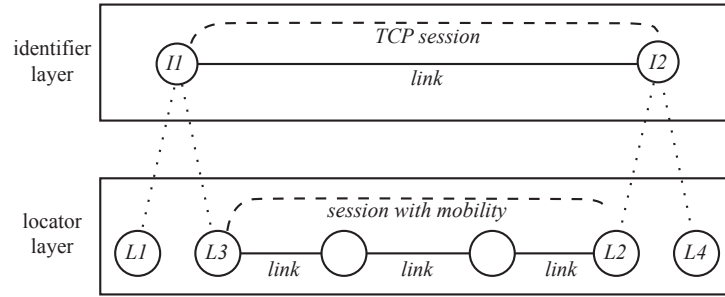 identifier
layer
TCP session
I1
I2
link
locator
layer
session with mobility
L1
L3
L2
L4
link
link
link